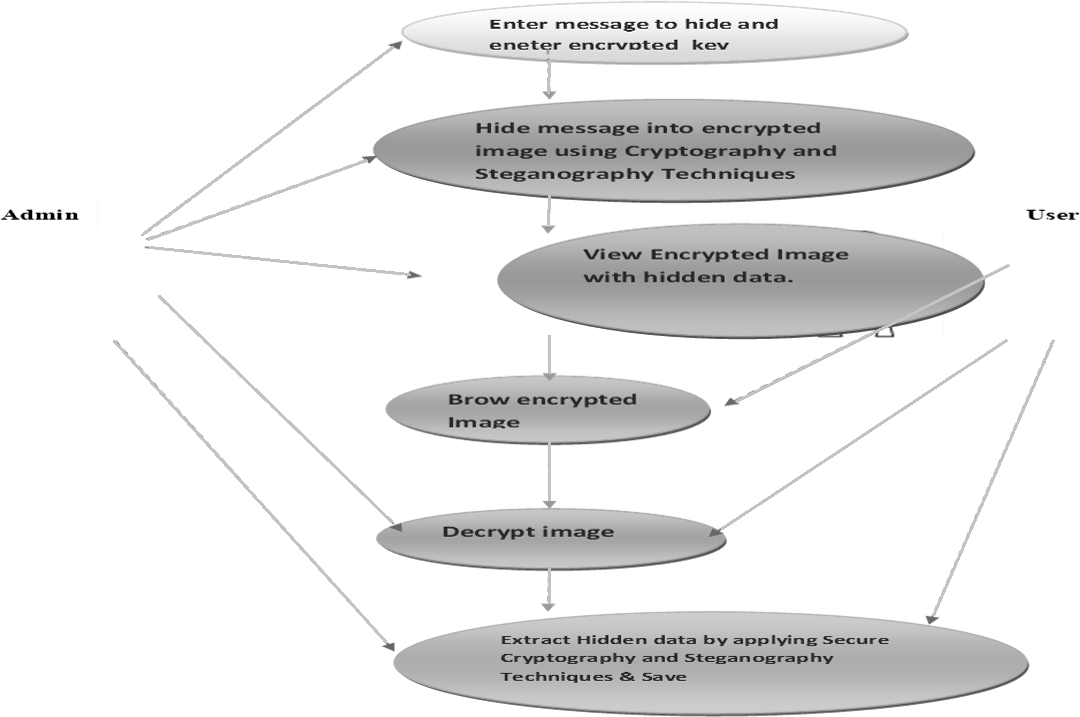 Enter message to hide and
eneter encrypted key
Hide message into encrypted
image using Cryptography and
Steganography Techniques
Admin
User
View Encrypted Image
with hidden data.
Brow encrypted
Image
Decrypt image
Extract Hidden data by applying Secure
Cryptography and Steganography
Techniques & Save